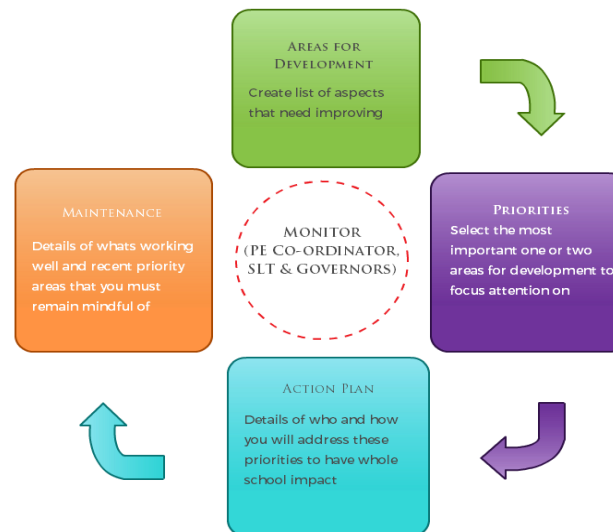 AREAS FOR
DEVELOPMENT
Create list of aspects
that need improving
PRIORITIES
Select the most
important one or two
areas for development to
focus attention on
MONITOR
(PE CO-ORDINATOR,
SLT & GOVERNORS)
MAINTENANCE
Details of whats working
well and recent priority
areas that you must
remain mindful of
ACTION PLAN
Details of who and how
you will address these
priorities to have whole
school impact